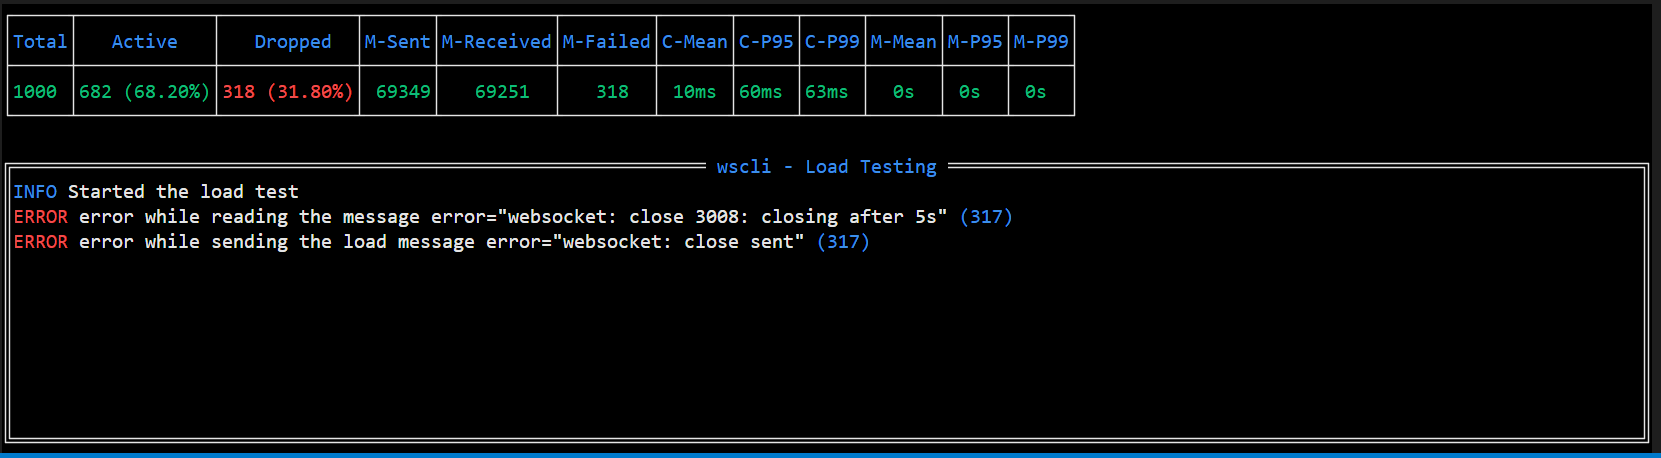 Total Active Dropped M-Sent M-Received M-Failed C-Mean C-P95 C-P99 M-Mean M-P95 M-P99
1000 682 (68.20%) 318 (31.80%) 69349 69251 318 10ms 60ms 63ms 0s 0s 0s
wscli - Load Testing
INFO Started the load test
ERROR error while reading the message error="websocket: close 3008: closing after 5s" (317)
ERROR error while sending the load message error="websocket: close sent" (317)